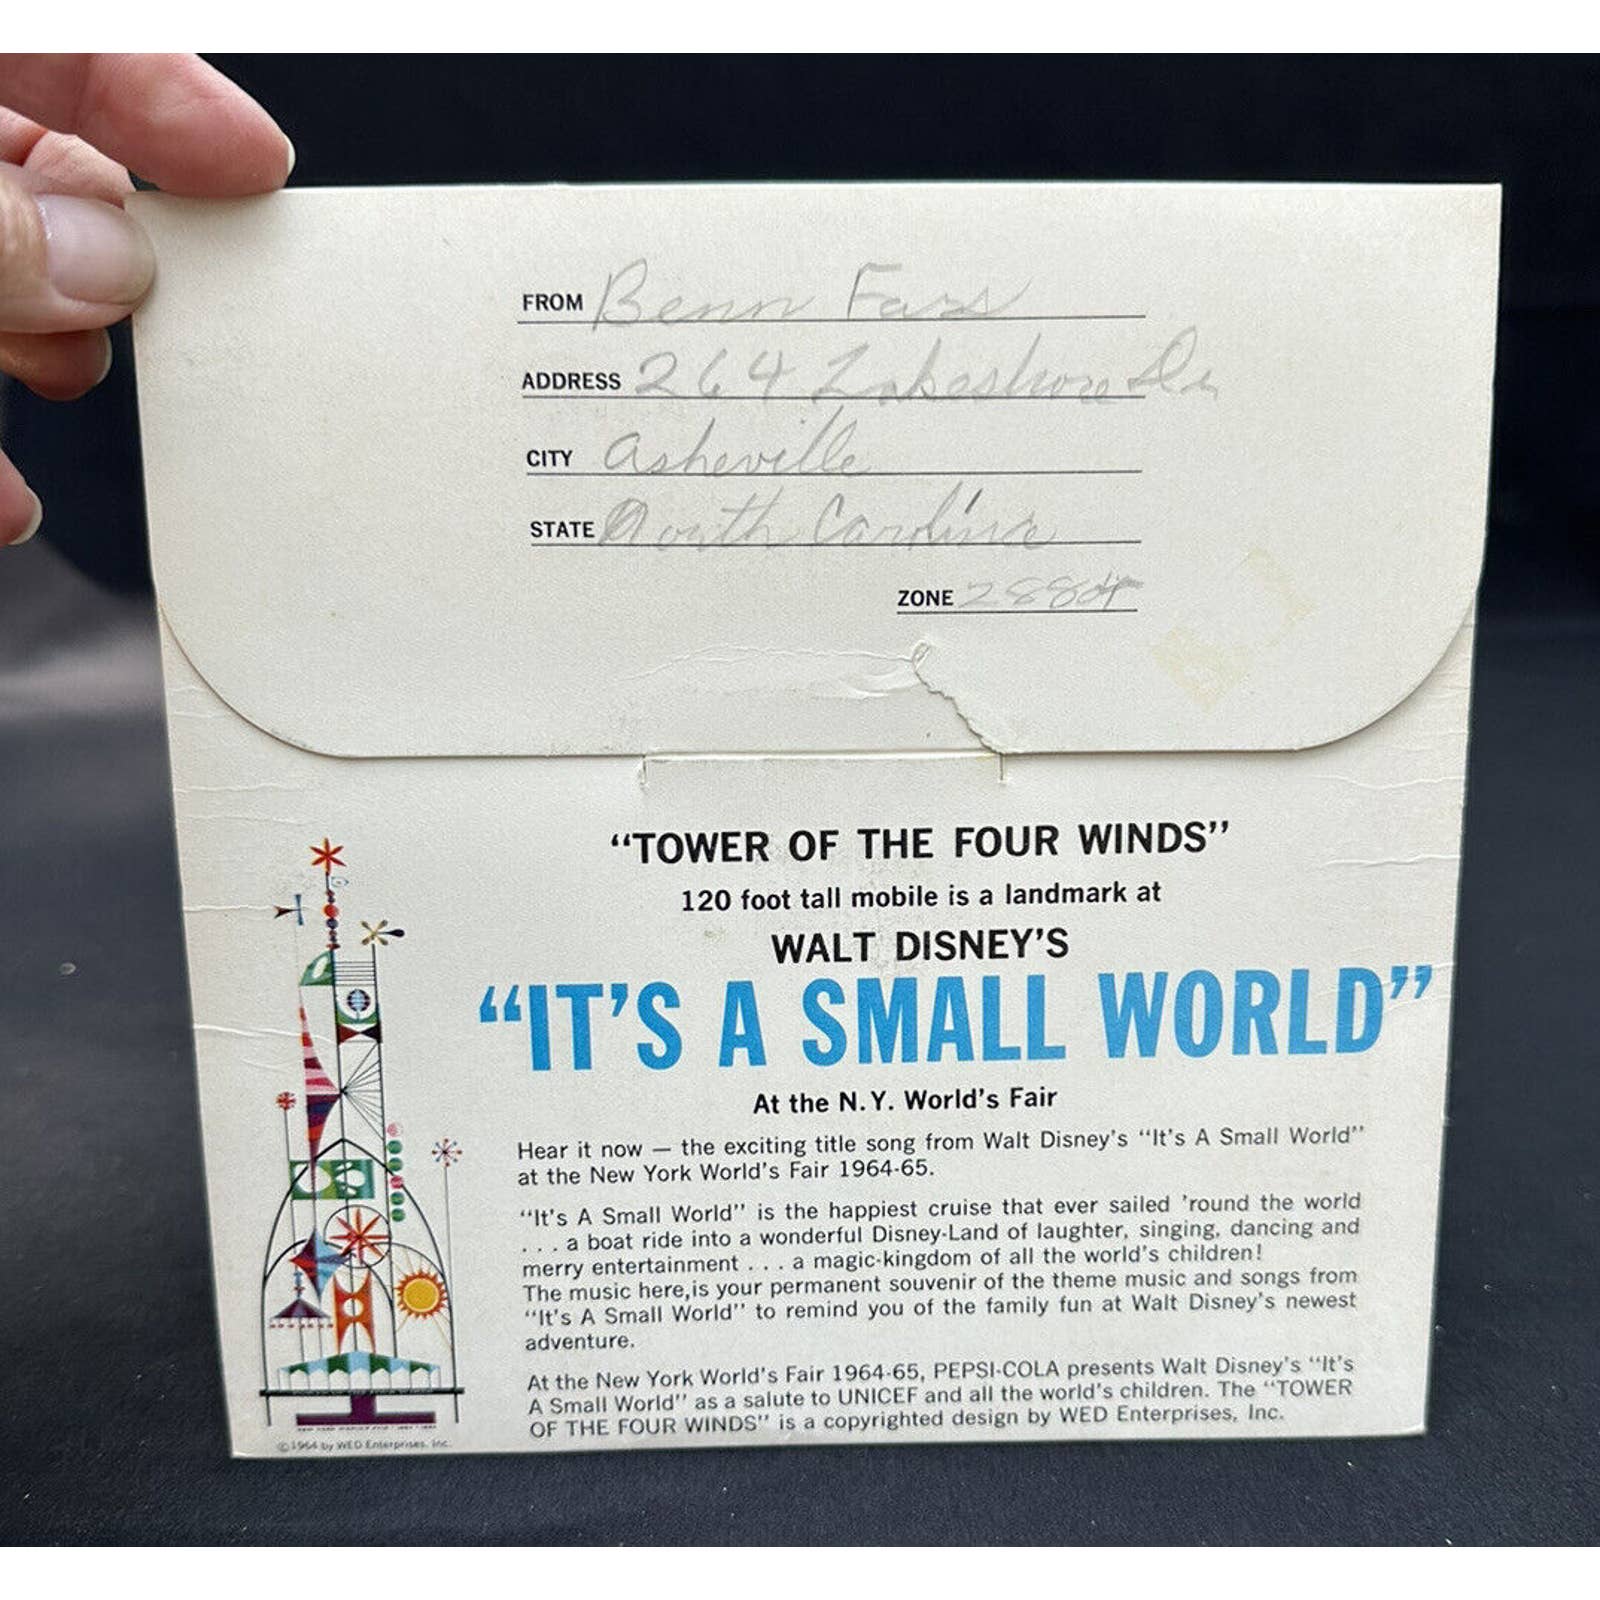 FROM Benn Fass
ADDRESS 264 Lakeshore Dr
CITY Asheville
STATE North Carolina
ZONE 28804
“TOWER OF THE FOUR WINDS”
120 foot tall mobile is a landmark at
WALT DISNEY’S
“IT’S A SMALL WORLD”
At the N.Y. World’s Fair
Hear it now — the exciting title song from Walt Disney’s “It’s A Small World”
at the New York World’s Fair 1964-65.
“It’s A Small World” is the happiest cruise that ever sailed ’round the world
. . . a boat ride into a wonderful Disney-Land of laughter, singing, dancing and
merry entertainment . . . a magic-kingdom of all the world’s children!
The music here,is your permanent souvenir of the theme music and songs from
“It’s A Small World” to remind you of the family fun at Walt Disney’s newest
adventure.
At the New York World’s Fair 1964-65, PEPSI-COLA presents Walt Disney’s “It’s
A Small World” as a salute to UNICEF and all the world’s children. The “TOWER
OF THE FOUR WINDS” is a copyrighted design by WED Enterprises, Inc.
©1964 by WED Enterprises, Inc.